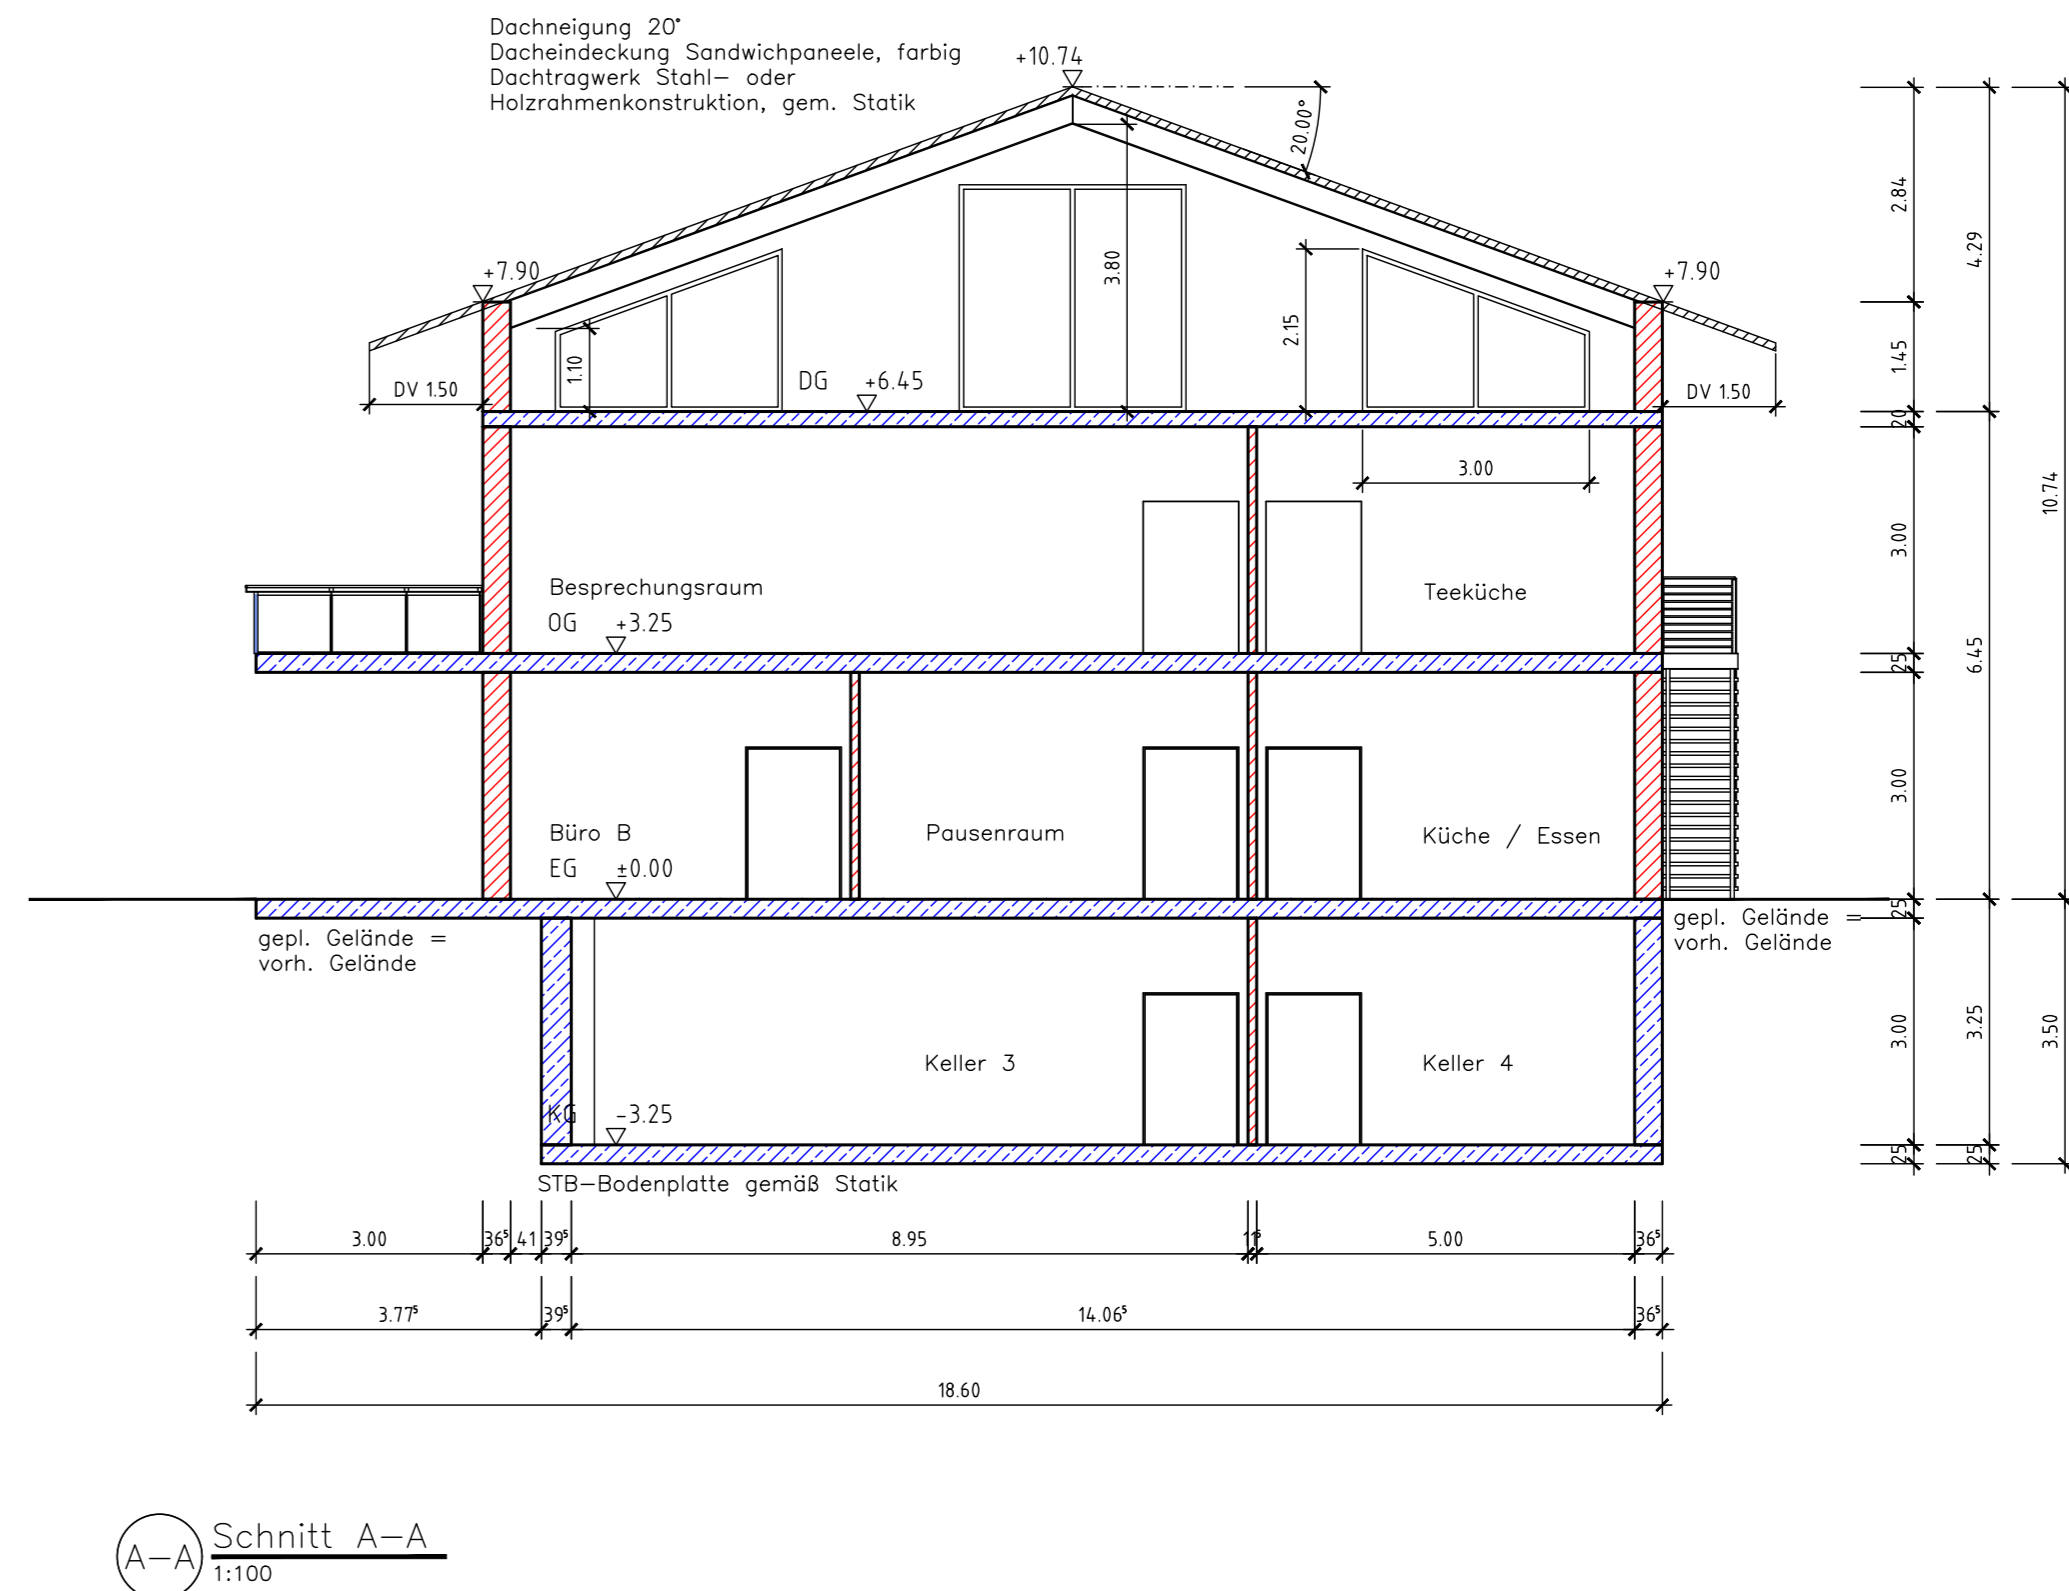 Dachneigung 20°
Dacheindeckung Sandwichpaneele, farbig
Dachtragwerk Stahl- oder
Holzrahmenkonstruktion, gem. Statik
+10.74
20.00°
2.84
4.29
3.80
+7.90
+7.90
2.15
1.10
1.45
DG +6.45
DV 1.50
DV 1.50
20
3.00
10.74
3.00
Besprechungsraum
OG +3.25
Teeküche
25
6.45
3.00
Büro B
EG ±0.00
Pausenraum
Küche / Essen
25
gepl. Gelände =
vorh. Gelände
gepl. Gelände =
vorh. Gelände
3.00
3.25
3.50
Keller 3
Keller 4
KG -3.25
25
25
STB-Bodenplatte gemäß Statik
3.00 36⁵ 41 39⁵ 8.95 11⁵ 5.00 36⁵
3.77⁵ 39⁵ 14.06⁵ 36⁵
18.60
A-A
Schnitt A-A
1:100